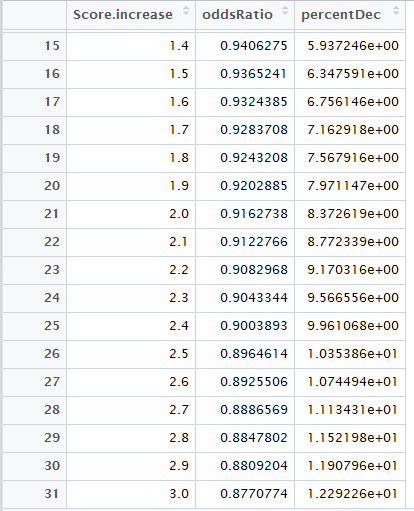 Score.increase oddsRatio percentDec
15 1.4 0.9406275 5.937246e+00
16 1.5 0.9365241 6.347591e+00
17 1.6 0.9324385 6.756146e+00
18 1.7 0.9283708 7.162918e+00
19 1.8 0.9243208 7.567916e+00
20 1.9 0.9202885 7.971147e+00
21 2.0 0.9162738 8.372619e+00
22 2.1 0.9122766 8.772339e+00
23 2.2 0.9082968 9.170316e+00
24 2.3 0.9043344 9.566556e+00
25 2.4 0.9003893 9.961068e+00
26 2.5 0.8964614 1.035386e+01
27 2.6 0.8925506 1.074494e+01
28 2.7 0.8886569 1.113431e+01
29 2.8 0.8847802 1.152198e+01
30 2.9 0.8809204 1.190796e+01
31 3.0 0.8770774 1.229226e+01